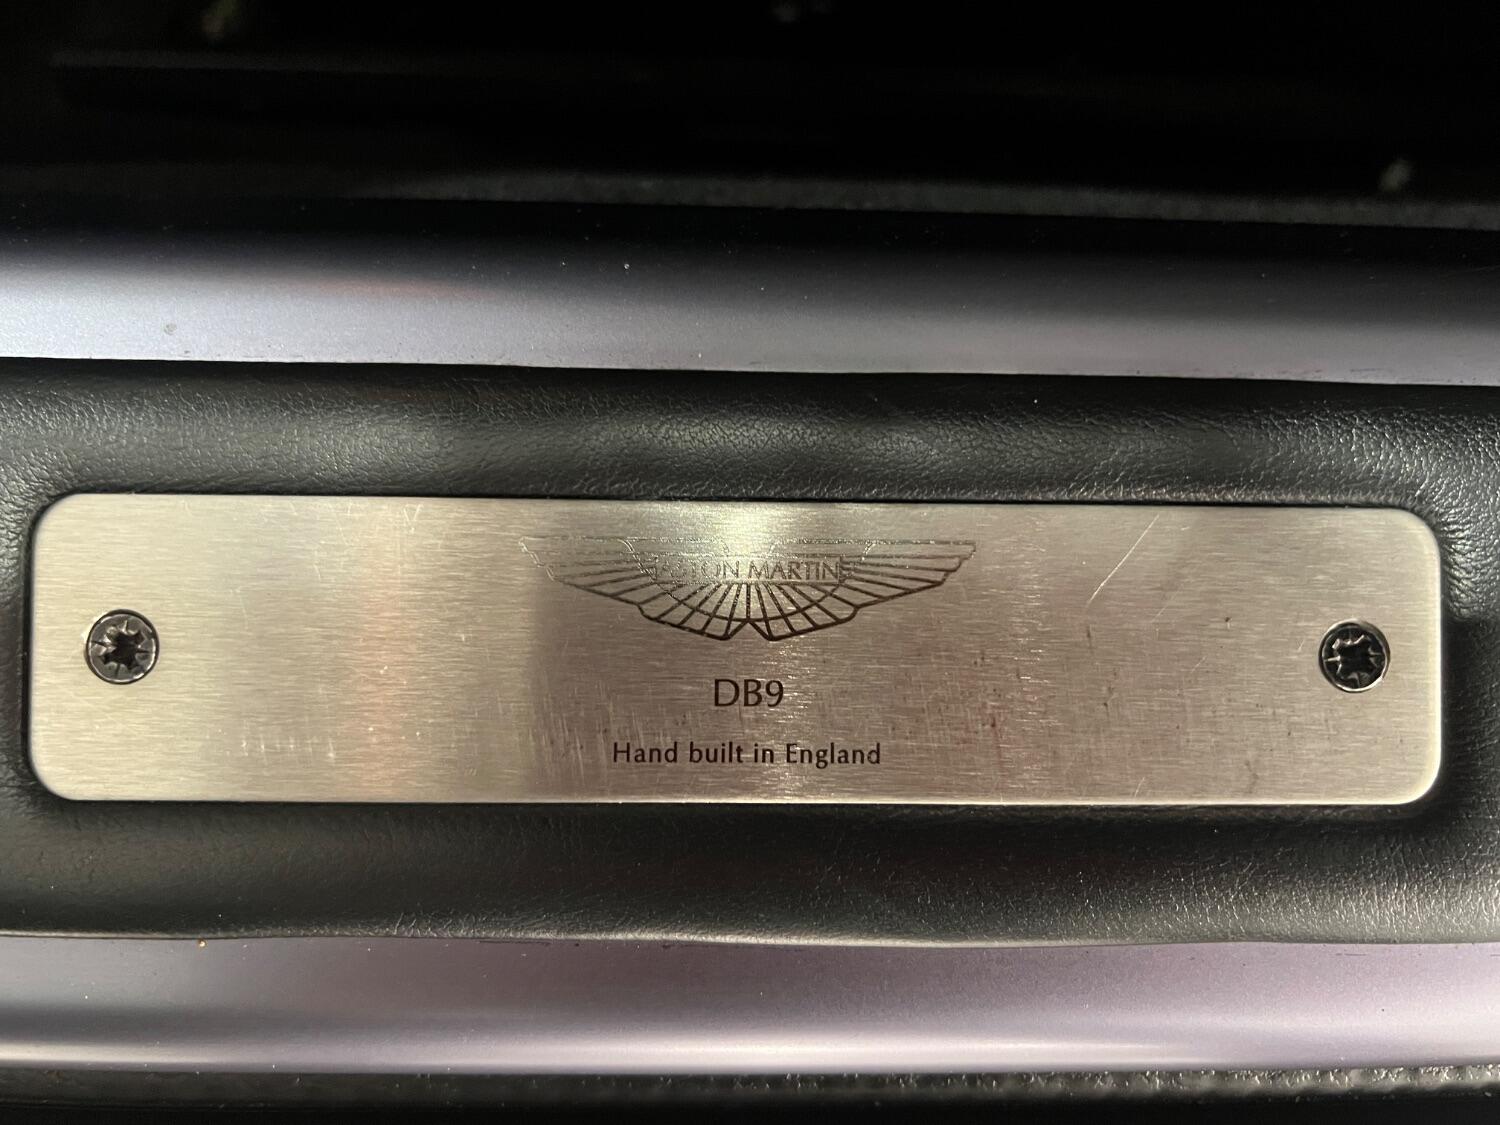 ASTON MARTIN
DB9
Hand built in England